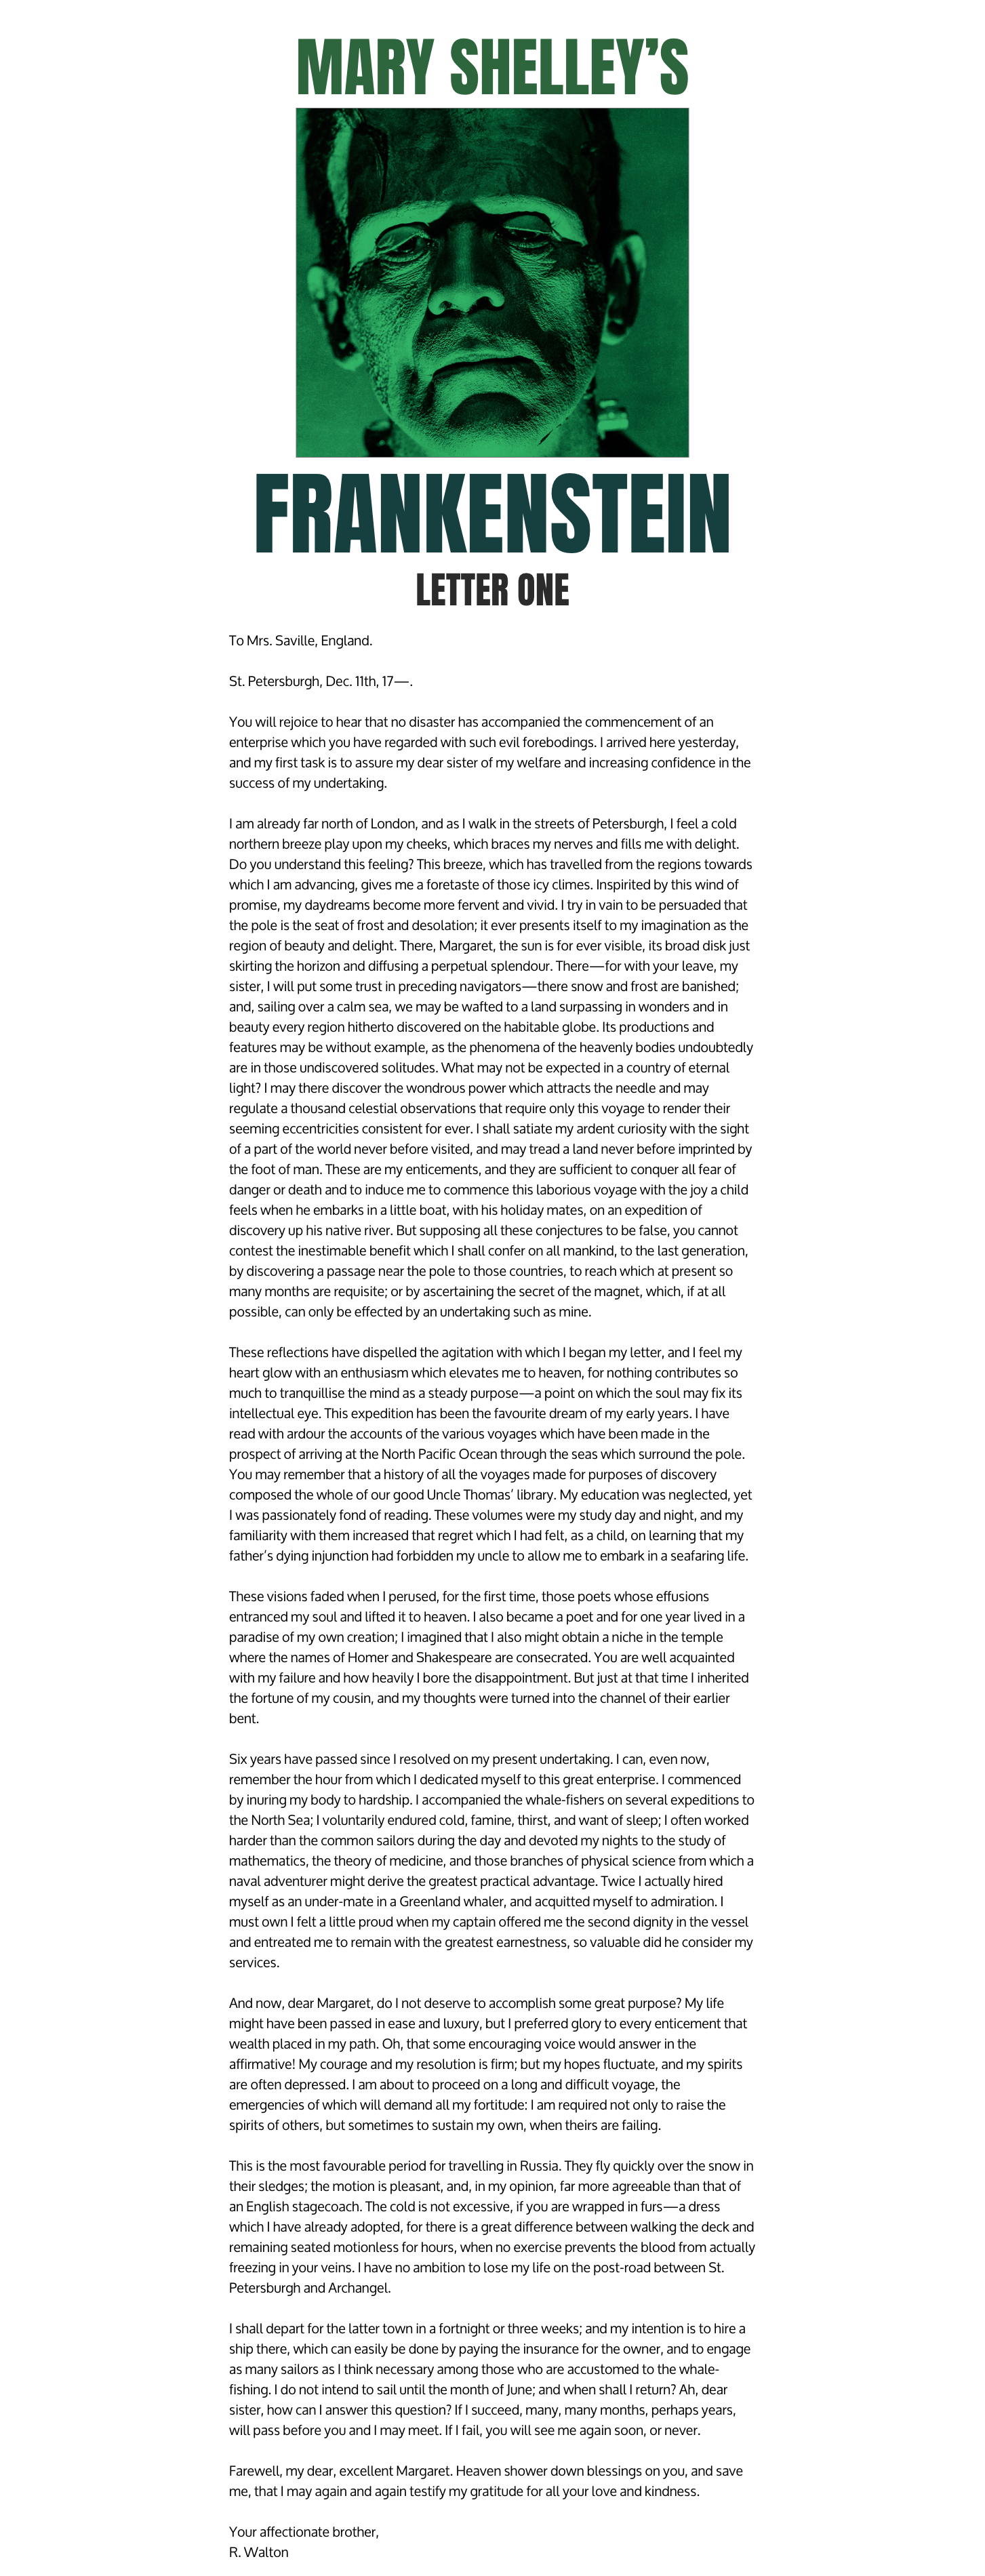 MARY SHELLEY’S
FRANKENSTEIN
LETTER ONE
To Mrs. Saville, England.
St. Petersburgh, Dec. 11th, 17—.
You will rejoice to hear that no disaster has accompanied the commencement of an
enterprise which you have regarded with such evil forebodings. I arrived here yesterday,
and my first task is to assure my dear sister of my welfare and increasing confidence in the
success of my undertaking.
I am already far north of London, and as I walk in the streets of Petersburgh, I feel a cold
northern breeze play upon my cheeks, which braces my nerves and fills me with delight.
Do you understand this feeling? This breeze, which has travelled from the regions towards
which I am advancing, gives me a foretaste of those icy climes. Inspirited by this wind of
promise, my daydreams become more fervent and vivid. I try in vain to be persuaded that
the pole is the seat of frost and desolation; it ever presents itself to my imagination as the
region of beauty and delight. There, Margaret, the sun is for ever visible, its broad disk just
skirting the horizon and diffusing a perpetual splendour. There—for with your leave, my
sister, I will put some trust in preceding navigators—there snow and frost are banished;
and, sailing over a calm sea, we may be wafted to a land surpassing in wonders and in
beauty every region hitherto discovered on the habitable globe. Its productions and
features may be without example, as the phenomena of the heavenly bodies undoubtedly
are in those undiscovered solitudes. What may not be expected in a country of eternal
light? I may there discover the wondrous power which attracts the needle and may
regulate a thousand celestial observations that require only this voyage to render their
seeming eccentricities consistent for ever. I shall satiate my ardent curiosity with the sight
of a part of the world never before visited, and may tread a land never before imprinted by
the foot of man. These are my enticements, and they are sufficient to conquer all fear of
danger or death and to induce me to commence this laborious voyage with the joy a child
feels when he embarks in a little boat, with his holiday mates, on an expedition of
discovery up his native river. But supposing all these conjectures to be false, you cannot
contest the inestimable benefit which I shall confer on all mankind, to the last generation,
by discovering a passage near the pole to those countries, to reach which at present so
many months are requisite; or by ascertaining the secret of the magnet, which, if at all
possible, can only be effected by an undertaking such as mine.
These reflections have dispelled the agitation with which I began my letter, and I feel my
heart glow with an enthusiasm which elevates me to heaven, for nothing contributes so
much to tranquillise the mind as a steady purpose—a point on which the soul may fix its
intellectual eye. This expedition has been the favourite dream of my early years. I have
read with ardour the accounts of the various voyages which have been made in the
prospect of arriving at the North Pacific Ocean through the seas which surround the pole.
You may remember that a history of all the voyages made for purposes of discovery
composed the whole of our good Uncle Thomas’ library. My education was neglected, yet
I was passionately fond of reading. These volumes were my study day and night, and my
familiarity with them increased that regret which I had felt, as a child, on learning that my
father’s dying injunction had forbidden my uncle to allow me to embark in a seafaring life.
These visions faded when I perused, for the first time, those poets whose effusions
entranced my soul and lifted it to heaven. I also became a poet and for one year lived in a
paradise of my own creation; I imagined that I also might obtain a niche in the temple
where the names of Homer and Shakespeare are consecrated. You are well acquainted
with my failure and how heavily I bore the disappointment. But just at that time I inherited
the fortune of my cousin, and my thoughts were turned into the channel of their earlier
bent.
Six years have passed since I resolved on my present undertaking. I can, even now,
remember the hour from which I dedicated myself to this great enterprise. I commenced
by inuring my body to hardship. I accompanied the whale-fishers on several expeditions to
the North Sea; I voluntarily endured cold, famine, thirst, and want of sleep; I often worked
harder than the common sailors during the day and devoted my nights to the study of
mathematics, the theory of medicine, and those branches of physical science from which a
naval adventurer might derive the greatest practical advantage. Twice I actually hired
myself as an under-mate in a Greenland whaler, and acquitted myself to admiration. I
must own I felt a little proud when my captain offered me the second dignity in the vessel
and entreated me to remain with the greatest earnestness, so valuable did he consider my
services.
And now, dear Margaret, do I not deserve to accomplish some great purpose? My life
might have been passed in ease and luxury, but I preferred glory to every enticement that
wealth placed in my path. Oh, that some encouraging voice would answer in the
affirmative! My courage and my resolution is firm; but my hopes fluctuate, and my spirits
are often depressed. I am about to proceed on a long and difficult voyage, the
emergencies of which will demand all my fortitude: I am required not only to raise the
spirits of others, but sometimes to sustain my own, when theirs are failing.
This is the most favourable period for travelling in Russia. They fly quickly over the snow in
their sledges; the motion is pleasant, and, in my opinion, far more agreeable than that of
an English stagecoach. The cold is not excessive, if you are wrapped in furs—a dress
which I have already adopted, for there is a great difference between walking the deck and
remaining seated motionless for hours, when no exercise prevents the blood from actually
freezing in your veins. I have no ambition to lose my life on the post-road between St.
Petersburgh and Archangel.
I shall depart for the latter town in a fortnight or three weeks; and my intention is to hire a
ship there, which can easily be done by paying the insurance for the owner, and to engage
as many sailors as I think necessary among those who are accustomed to the whale-
fishing. I do not intend to sail until the month of June; and when shall I return? Ah, dear
sister, how can I answer this question? If I succeed, many, many months, perhaps years,
will pass before you and I may meet. If I fail, you will see me again soon, or never.
Farewell, my dear, excellent Margaret. Heaven shower down blessings on you, and save
me, that I may again and again testify my gratitude for all your love and kindness.
Your affectionate brother,
R. Walton